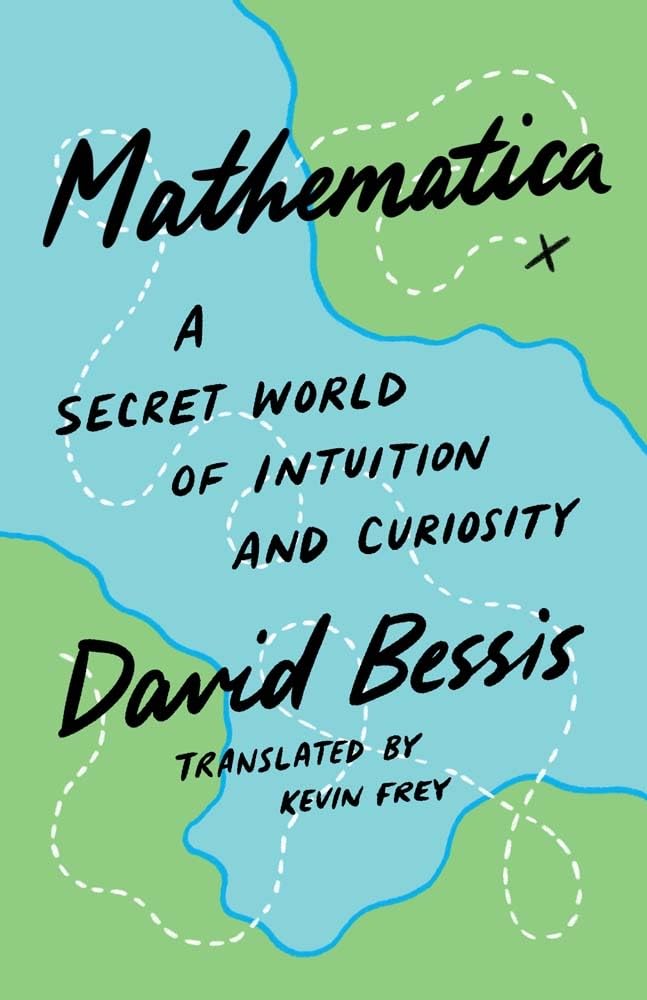 Mathematica
A
SECRET WORLD
OF INTUITION
AND CURIOSITY
David Bessis
TRANSLATED BY
KEVIN FREY